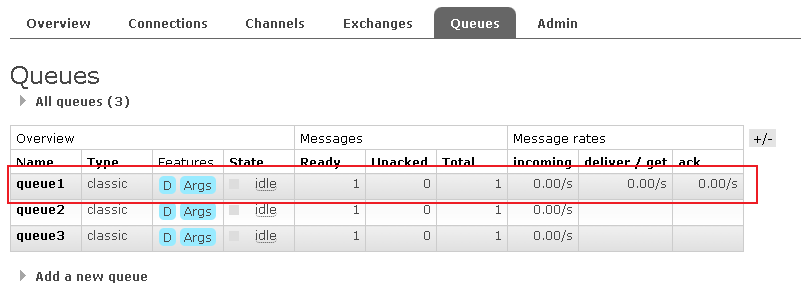 Overview Connections Channels Exchanges Queues Admin
Queues
All queues (3)
Overview Messages Message rates +/-
Name Type Features State Ready Unacked Total incoming deliver / get ack
queue1 classic D Args idle 1 0 1 0.00/s 0.00/s 0.00/s
queue2 classic D Args idle 1 0 1 0.00/s
queue3 classic D Args idle 1 0 1 0.00/s
Add a new queue